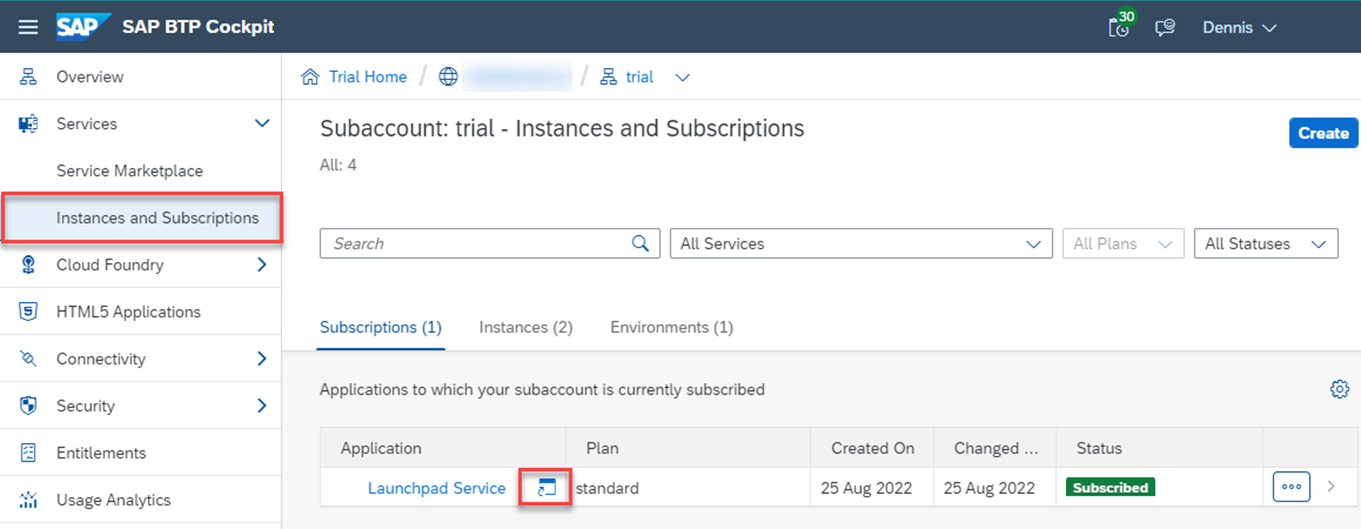 SAP SAP BTP Cockpit 30 Dennis
Overview
Services
Service Marketplace
Instances and Subscriptions
Cloud Foundry
HTML5 Applications
Connectivity
Security
Entitlements
Usage Analytics
Trial Home / / trial
Subaccount: trial - Instances and Subscriptions
Create
All: 4
Search All Services All Plans All Statuses
Subscriptions (1) Instances (2) Environments (1)
Applications to which your subaccount is currently subscribed
Application Plan Created On Changed ... Status
Launchpad Service standard 25 Aug 2022 25 Aug 2022 Subscribed